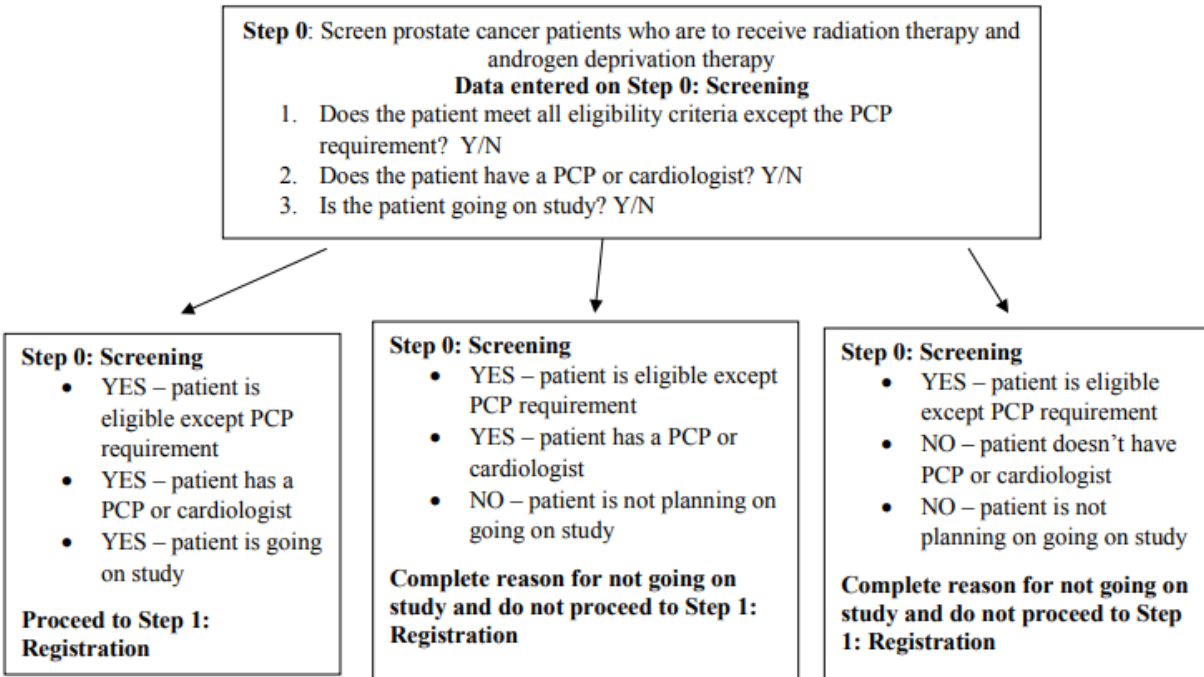 Step 0: Screen prostate cancer patients who are to receive radiation therapy and
androgen deprivation therapy
Data entered on Step 0: Screening
1. Does the patient meet all eligibility criteria except the PCP
requirement? Y/N
2. Does the patient have a PCP or cardiologist? Y/N
3. Is the patient going on study? Y/N
Step 0: Screening
• YES – patient is
eligible except PCP
requirement
• YES – patient has a
PCP or cardiologist
• YES – patient is going
on study
Proceed to Step 1:
Registration
Step 0: Screening
• YES – patient is eligible except
PCP requirement
• YES – patient has a PCP or
cardiologist
• NO – patient is not planning on
going on study
Complete reason for not going on
study and do not proceed to Step 1:
Registration
Step 0: Screening
• YES – patient is eligible
except PCP requirement
• NO – patient doesn’t have
PCP or cardiologist
• NO – patient is not
planning on going on study
Complete reason for not going on
study and do not proceed to Step
1: Registration